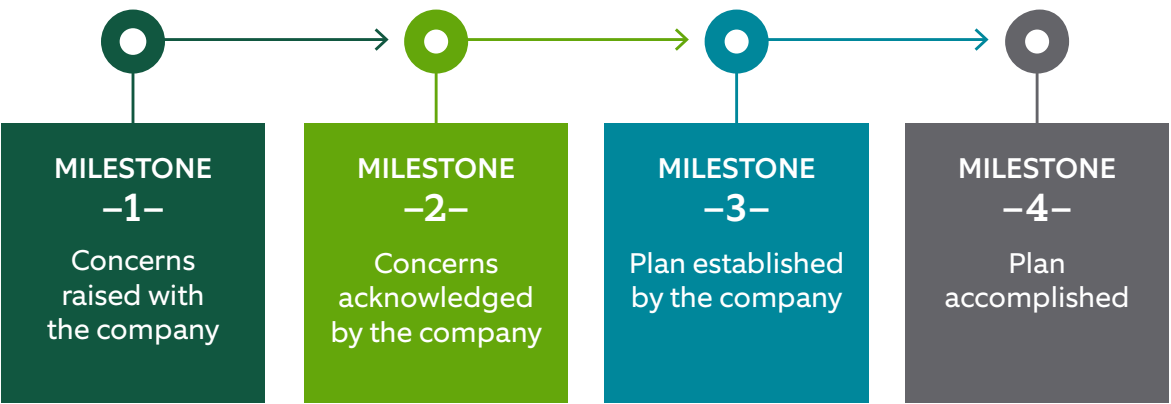 MILESTONE
–1–
Concerns
raised with
the company
MILESTONE
–2–
Concerns
acknowledged
by the company
MILESTONE
–3–
Plan established
by the company
MILESTONE
–4–
Plan
accomplished